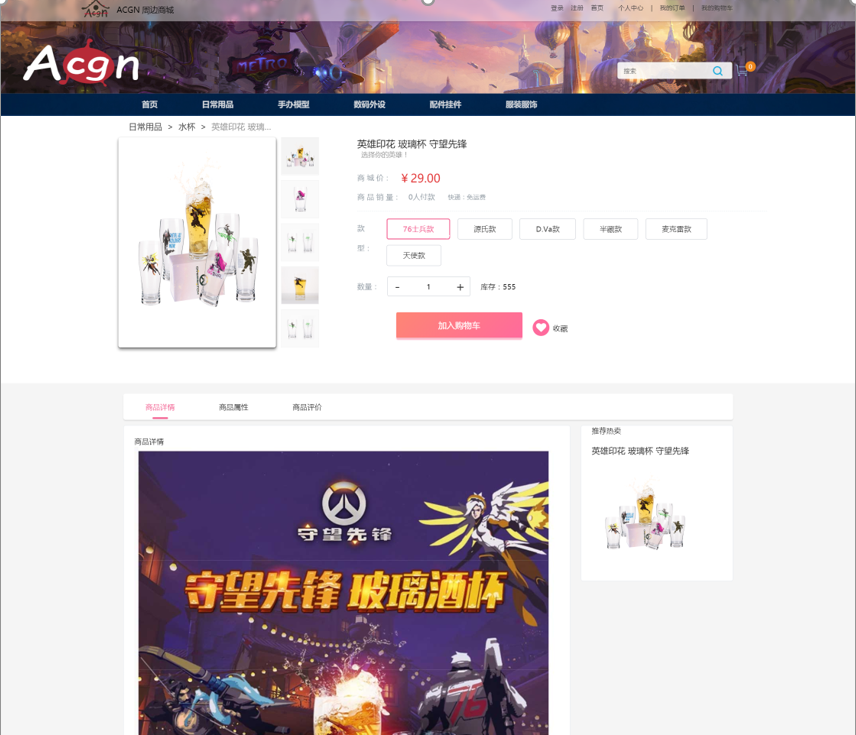 Acgn ACGN 周边商城 登录 注册 首页 个人中心 | 我的订单 | 我的购物车
METRO
Acgn
搜索 0
首页 日常用品 手办模型 数码外设 配件挂件 服装服饰
日常用品 > 水杯 > 英雄印花 玻璃...
英雄印花 玻璃杯 守望先锋
选择你的英雄！
商城价： ￥29.00
商品销量： 0人付款 快递：免运费
款型： 76士兵款 源氏款 D.Va款 半藏款 麦克雷款
天使款
数量： - 1 + 库存：555
加入购物车 收藏
商品详情 商品属性 商品评价
商品详情
推荐热卖
英雄印花 玻璃杯 守望先锋
守望先锋
守望先锋 玻璃酒杯
76